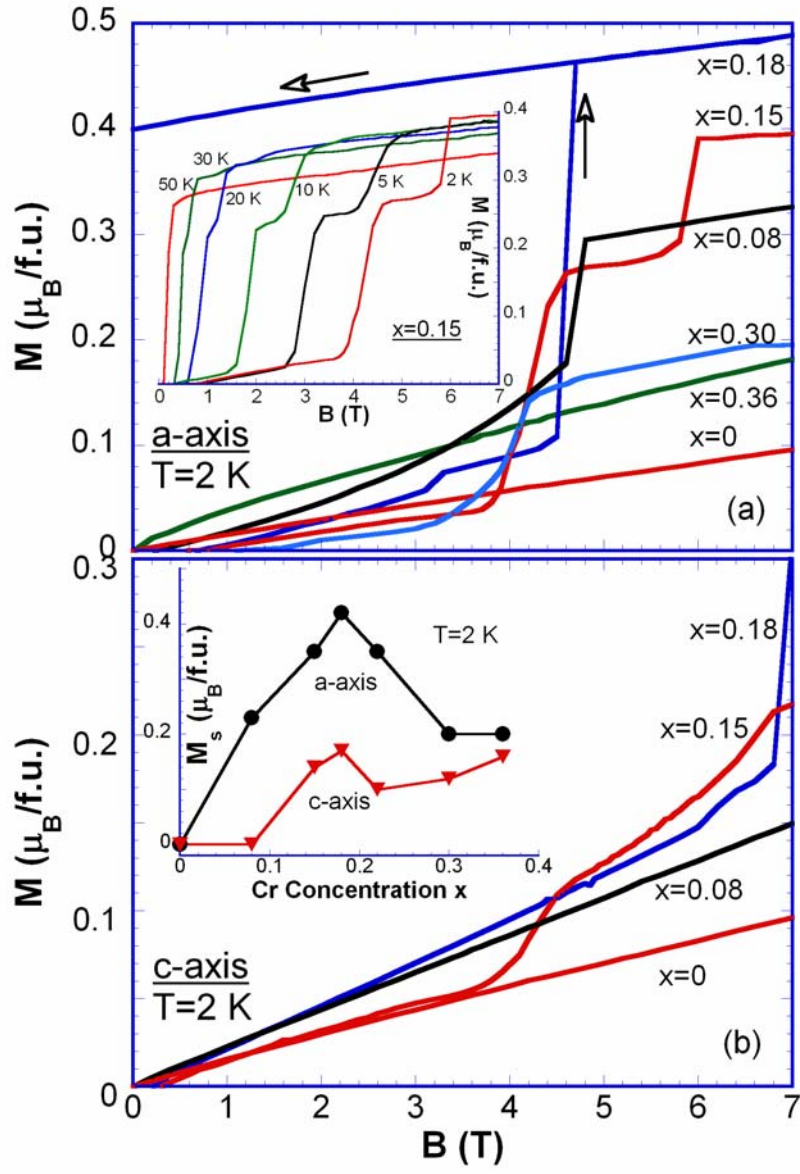 0.5
0.4
0.3
0.2
0.1
0
M (μB/f.u.)
x=0.18
x=0.15
x=0.08
x=0.30
x=0.36
x=0
a-axis
T=2 K
(a)
50 K
30 K
20 K
10 K
5 K
2 K
0.4
0.3
0.2
0.1
0
M (μB/f.u.)
x=0.15
0 1 2 3 4 5 6 7
B (T)
0.3
0.2
0.1
0
M (μB/f.u.)
0.4
0.2
0
Ms (μB/f.u.)
T=2 K
a-axis
c-axis
0 0.1 0.2 0.3 0.4
Cr Concentration x
x=0.18
x=0.15
x=0.08
x=0
c-axis
T=2 K
(b)
0 1 2 3 4 5 6 7
B (T)